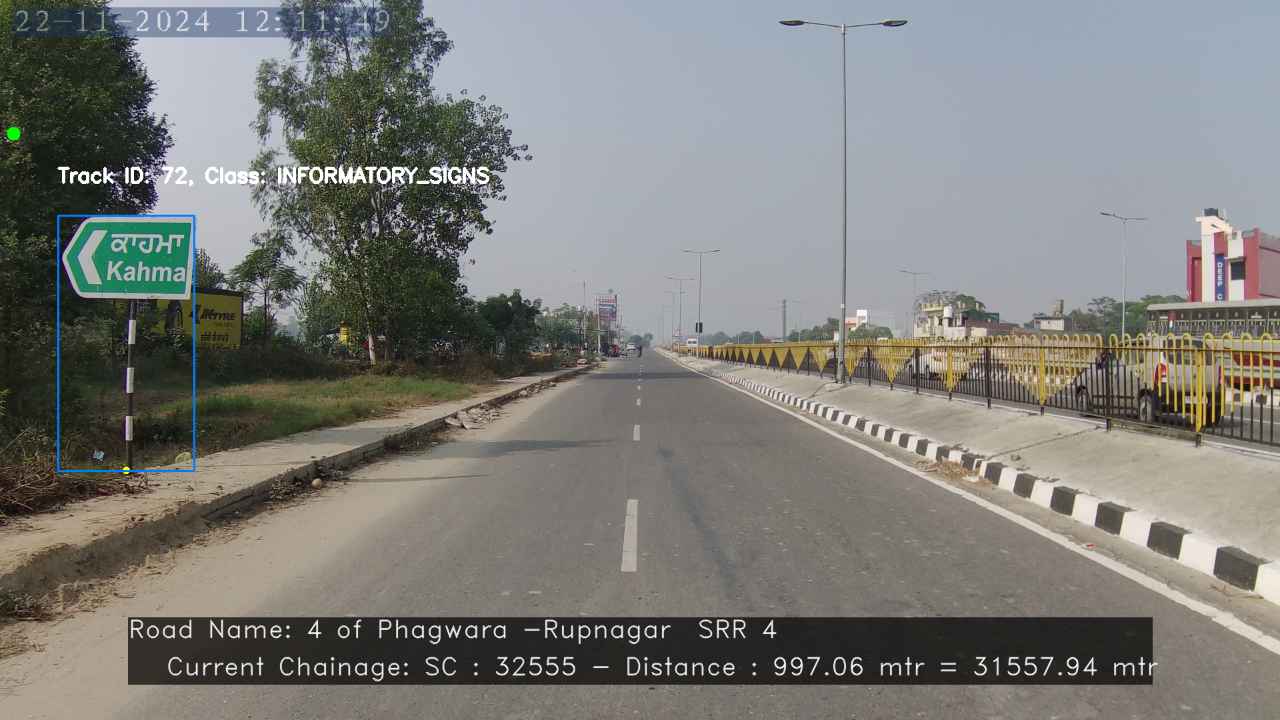 22-11-2024 12:11:49
Track ID: 72, Class: INFORMATORY_SIGNS
ਕਾਹਮਾ
Kahma
DEEP
Road Name: 4 of Phagwara -Rupnagar SRR 4
Current Chainage: SC : 32555 - Distance : 997.06 mtr = 31557.94 mtr